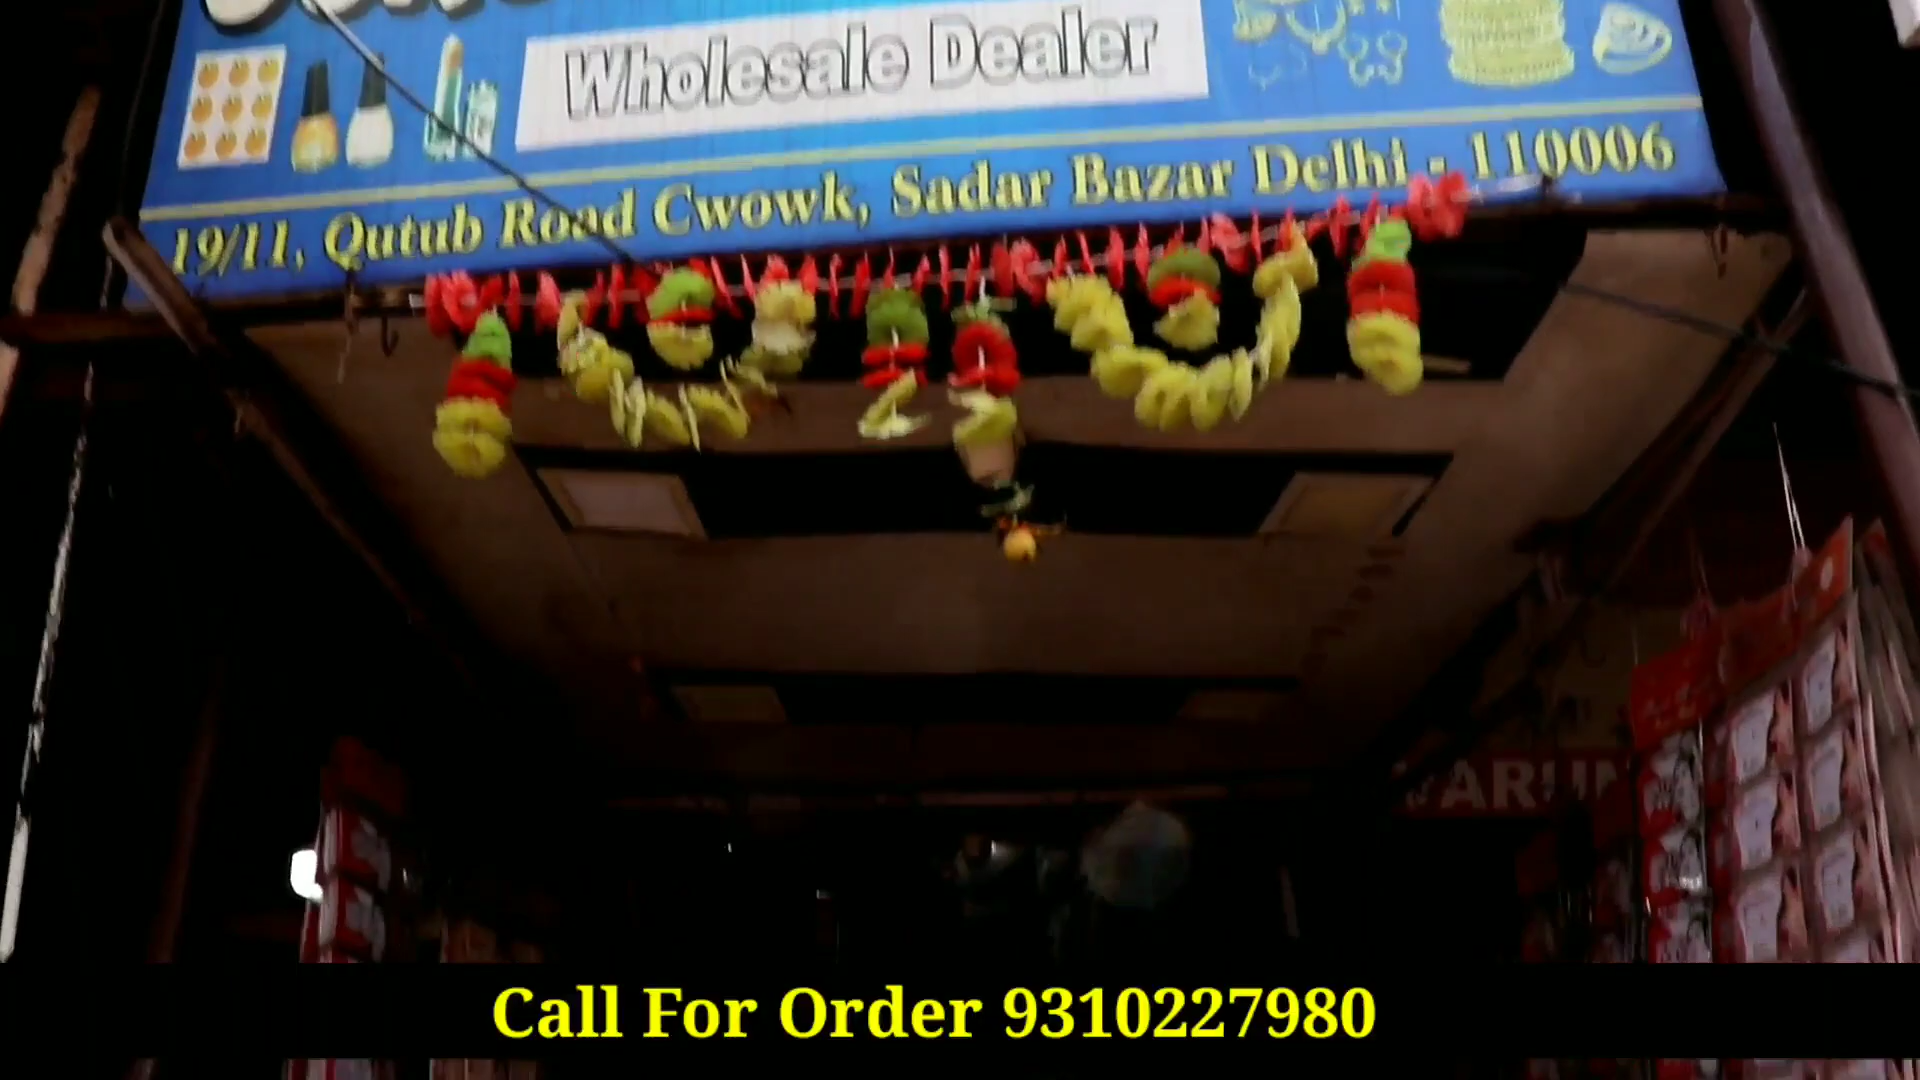 Wholesale Dealer
19/11, Qutub Road Cwowk, Sadar Bazar Delhi - 110006
Call For Order 9310227980